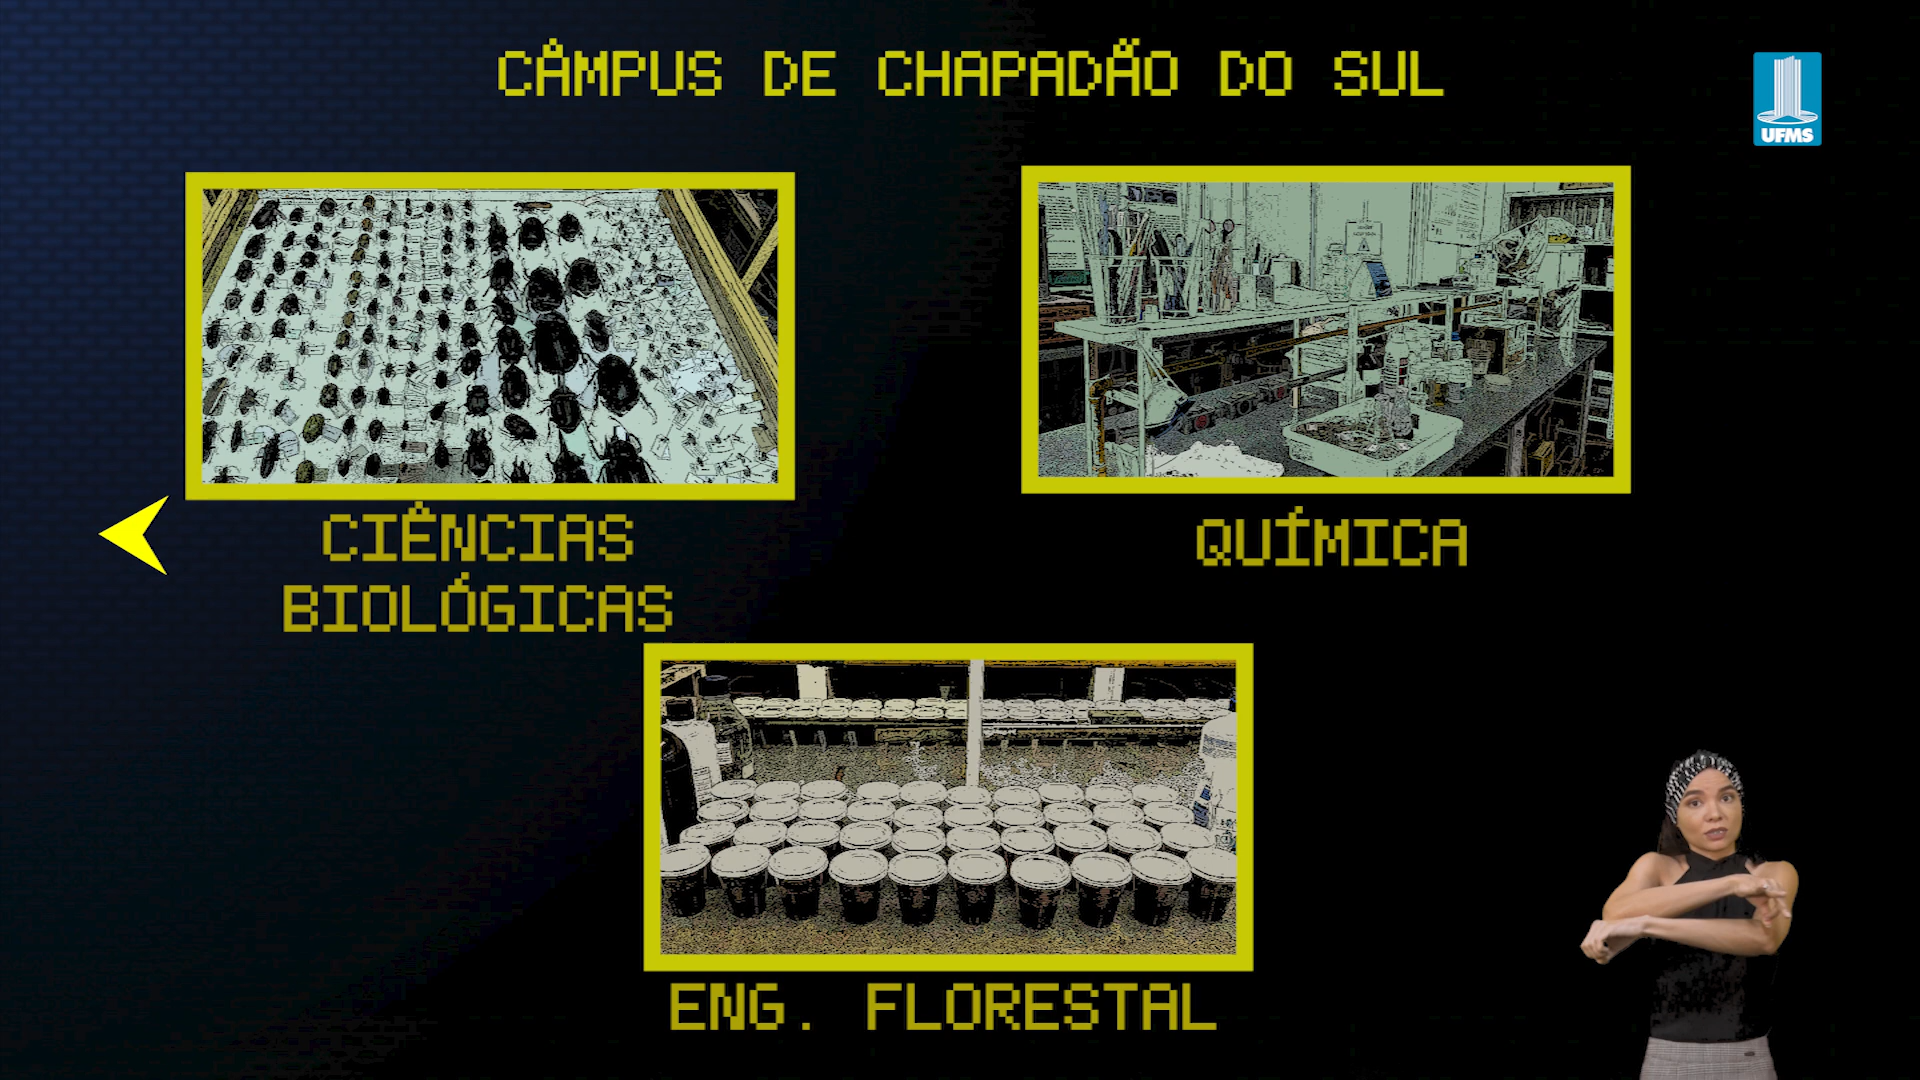 CÂMPUS DE CHAPADÃO DO SUL
UFMS
CIÊNCIAS
BIOLÓGICAS
QUÍMICA
ENG. FLORESTAL